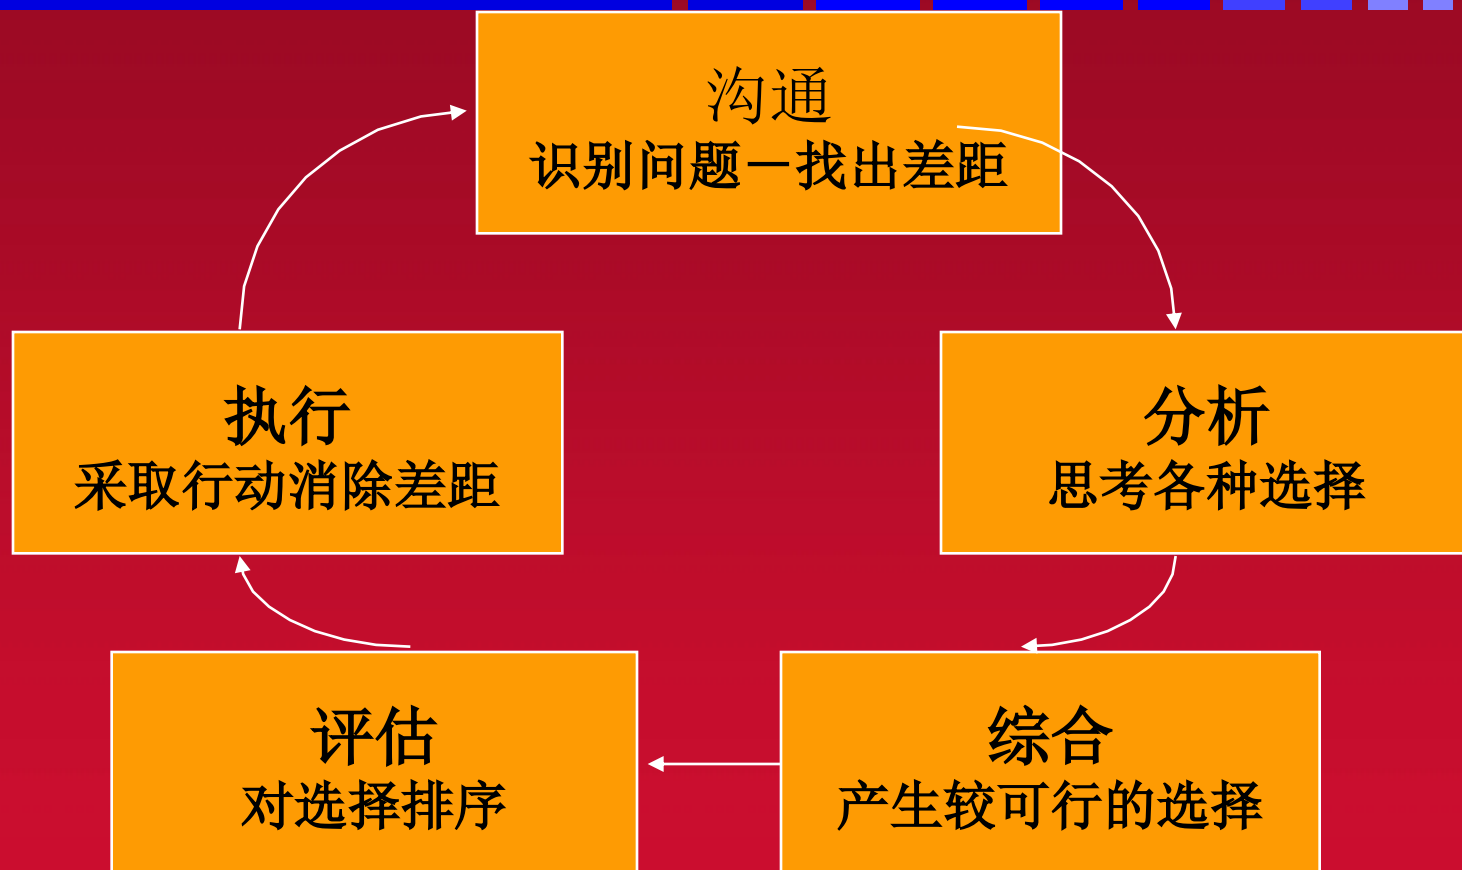 沟通
识别问题－找出差距
执行
采取行动消除差距
分析
思考各种选择
评估
对选择排序
综合
产生较可行的选择